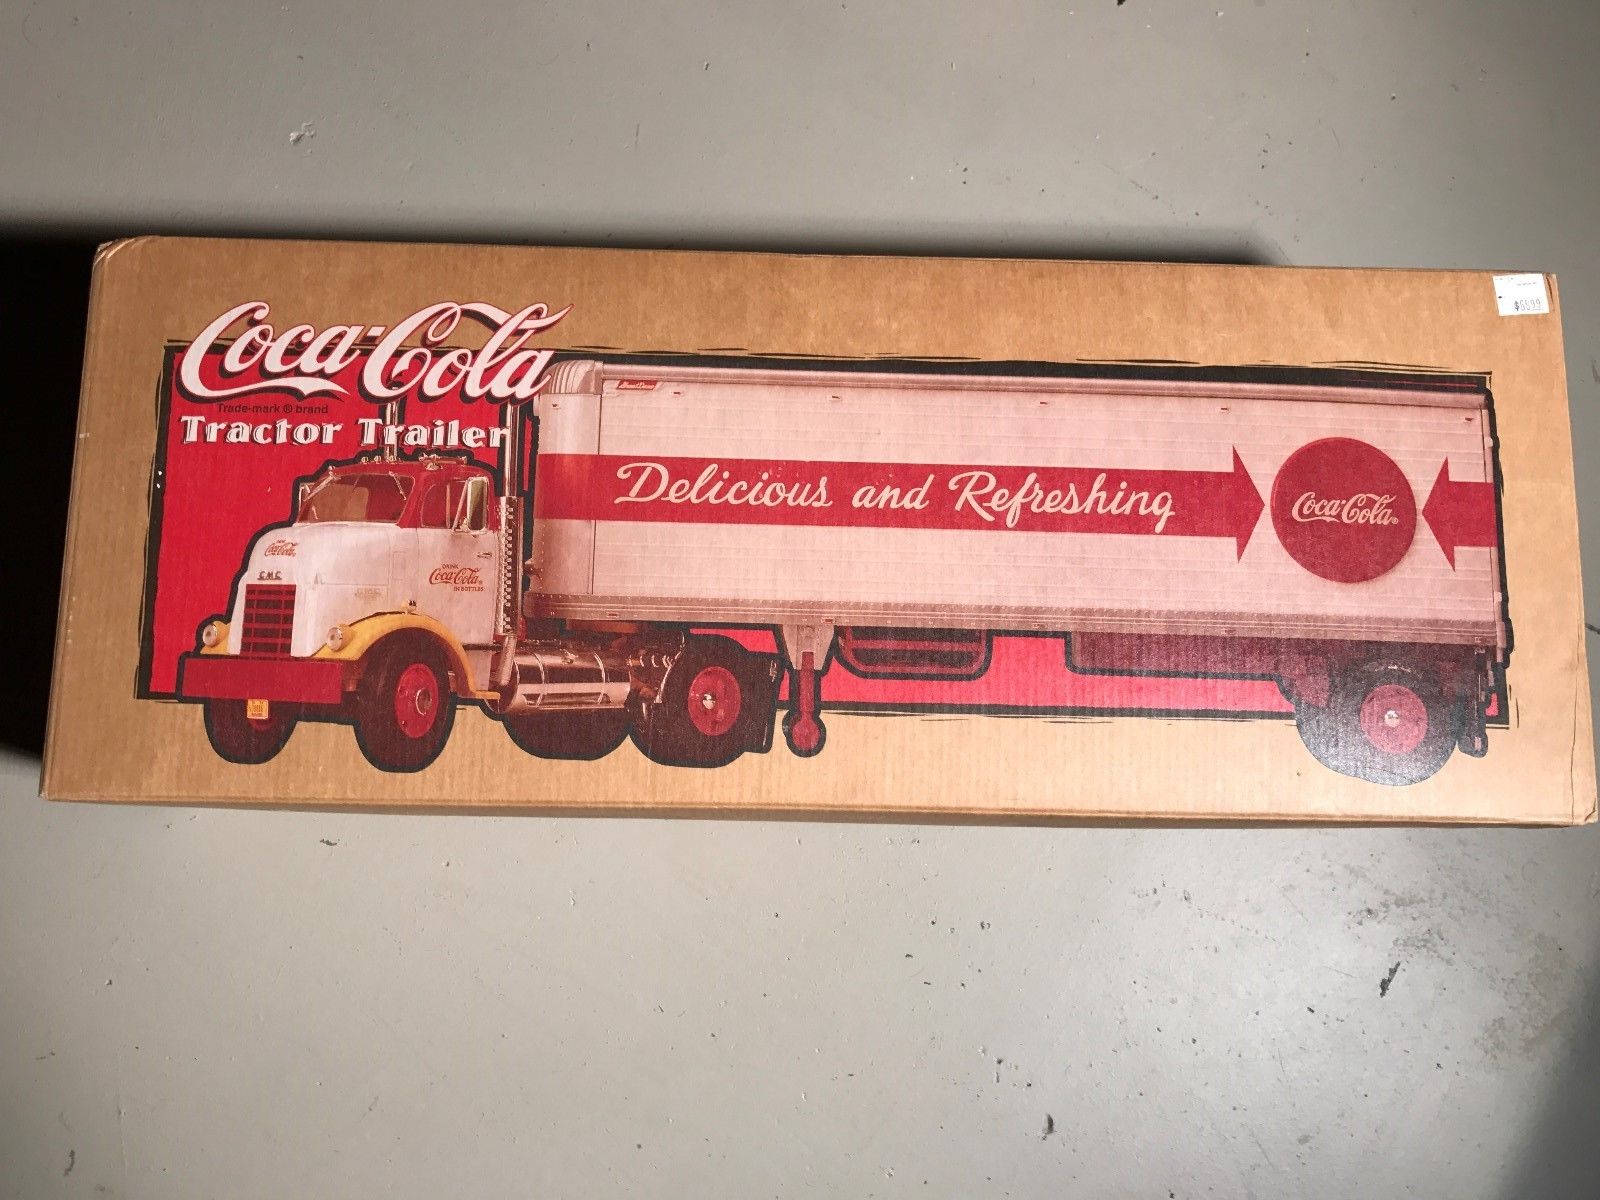 Coca-Cola
Trade-mark ® brand
Tractor Trailer
$6999
Delicious and Refreshing
Coca-Cola®
Coca-Cola
GMC
DRINK
Coca-Cola®
IN BOTTLES